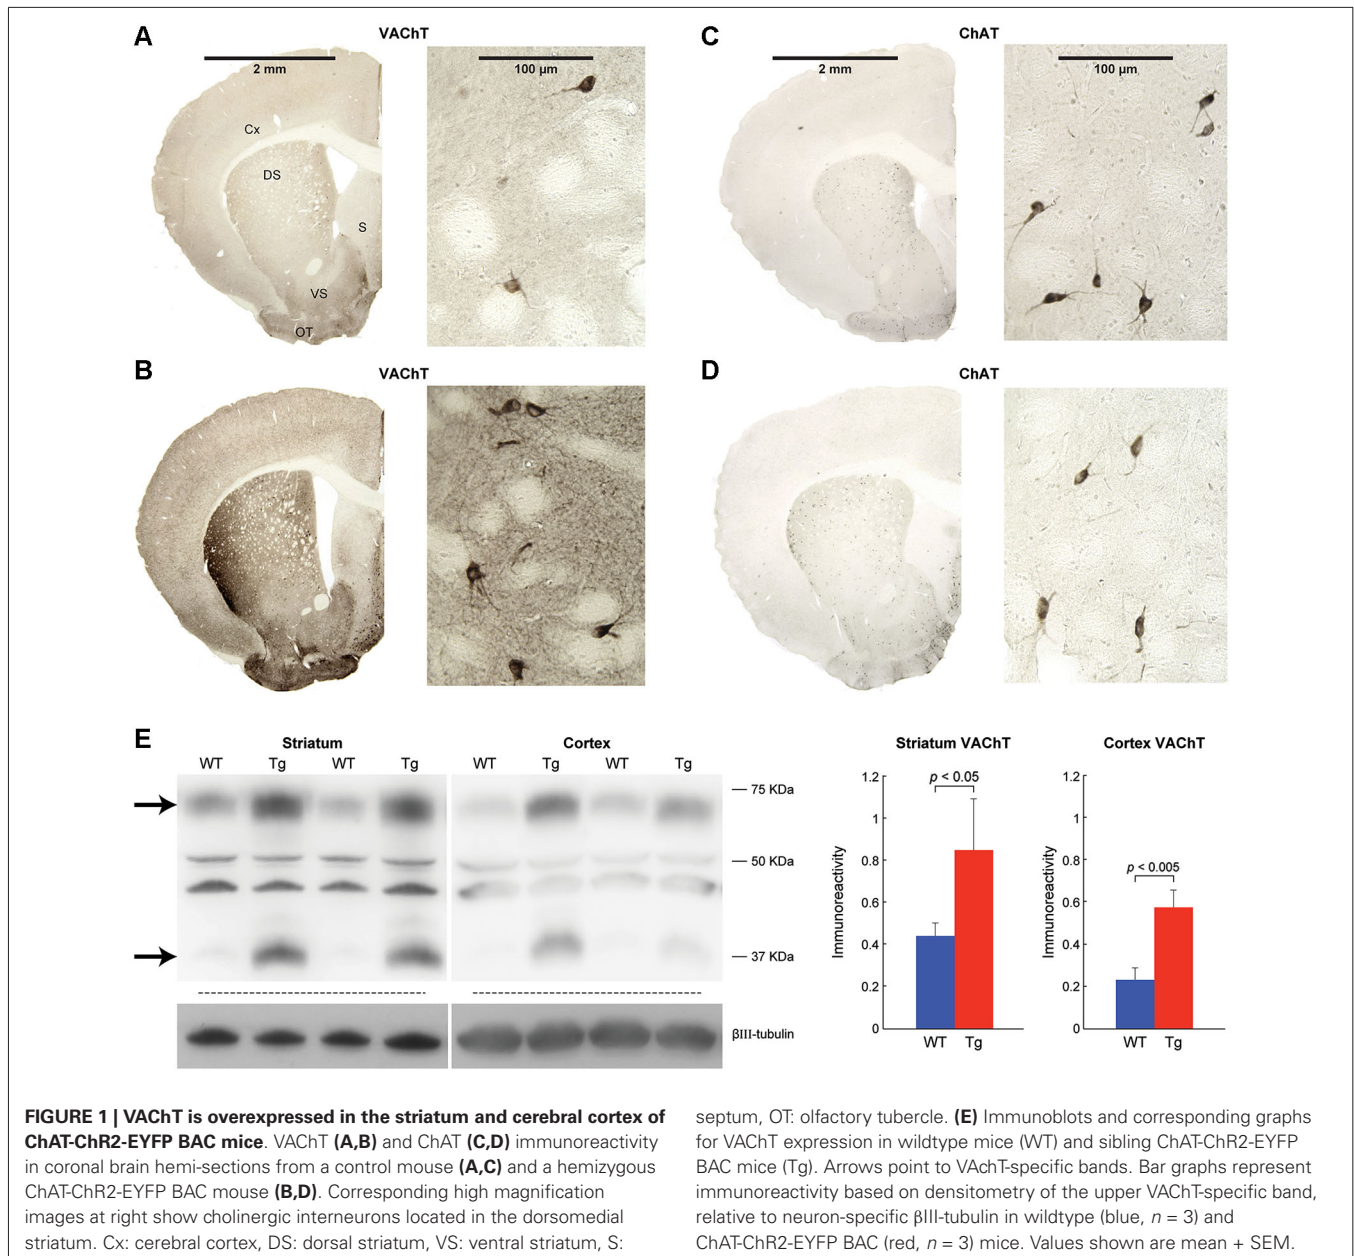 A
VAChT
2 mm
100 μm
Cx
DS
S
VS
OT
C
ChAT
2 mm
100 μm
B
VAChT
D
ChAT
E
Striatum
Cortex
WT Tg WT Tg
WT Tg WT Tg
75 KDa
50 KDa
37 KDa
βIII-tubulin
Striatum VAChT
p < 0.05
Immunoreactivity
1.2
1
0.8
0.6
0.4
0.2
0
WT Tg
Cortex VAChT
p < 0.005
Immunoreactivity
1.2
1
0.8
0.6
0.4
0.2
0
WT Tg
FIGURE 1 | VAChT is overexpressed in the striatum and cerebral cortex of
ChAT-ChR2-EYFP BAC mice. VAChT (A,B) and ChAT (C,D) immunoreactivity
in coronal brain hemi-sections from a control mouse (A,C) and a hemizygous
ChAT-ChR2-EYFP BAC mouse (B,D). Corresponding high magnification
images at right show cholinergic interneurons located in the dorsomedial
striatum. Cx: cerebral cortex, DS: dorsal striatum, VS: ventral striatum, S:
septum, OT: olfactory tubercle. (E) Immunoblots and corresponding graphs
for VAChT expression in wildtype mice (WT) and sibling ChAT-ChR2-EYFP
BAC mice (Tg). Arrows point to VAchT-specific bands. Bar graphs represent
immunoreactivity based on densitometry of the upper VAChT-specific band,
relative to neuron-specific βIII-tubulin in wildtype (blue, n = 3) and
ChAT-ChR2-EYFP BAC (red, n = 3) mice. Values shown are mean + SEM.